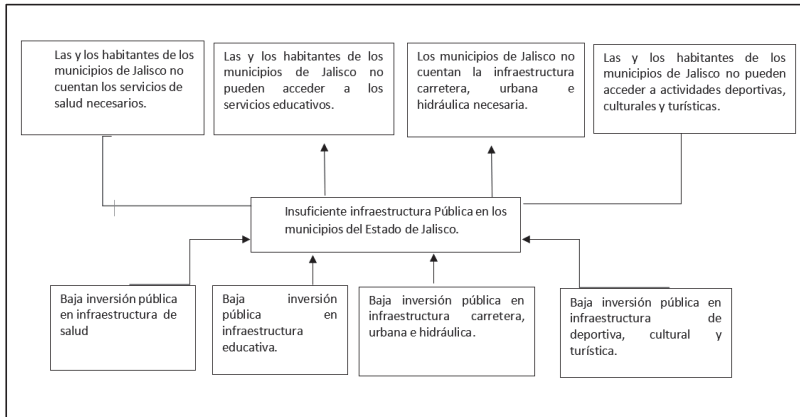 Las y los habitantes de los
municipios de Jalisco no
cuentan los servicios de
salud necesarios.
Las y los habitantes de los
municipios de Jalisco no
pueden acceder a los
servicios educativos.
Los municipios de Jalisco no
cuentan la infraestructura
carretera, urbana e
hidráulica necesaria.
Las y los habitantes de los
municipios de Jalisco no pueden
acceder a actividades deportivas,
culturales y turísticas.
Insuficiente infraestructura Pública en los
municipios del Estado de Jalisco.
Baja inversión pública
en infraestructura de
salud
Baja inversión
pública en
infraestructura
educativa.
Baja inversión pública en
infraestructura carretera,
urbana e hidráulica.
Baja inversión pública en
infraestructura de
deportiva, cultural y
turística.